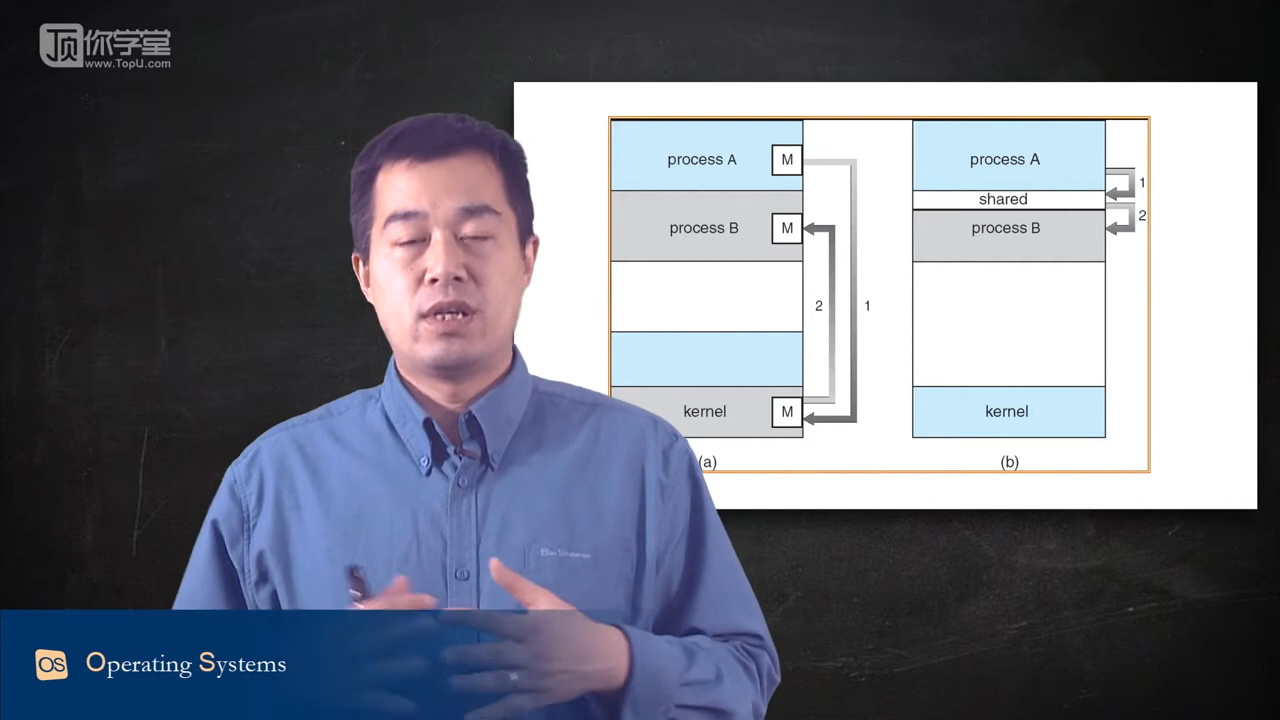 顶你学堂
www.TopU.com
process A
M
process B
M
2
1
kernel
M
(a)
process A
1
shared
2
process B
kernel
(b)
OS Operating Systems